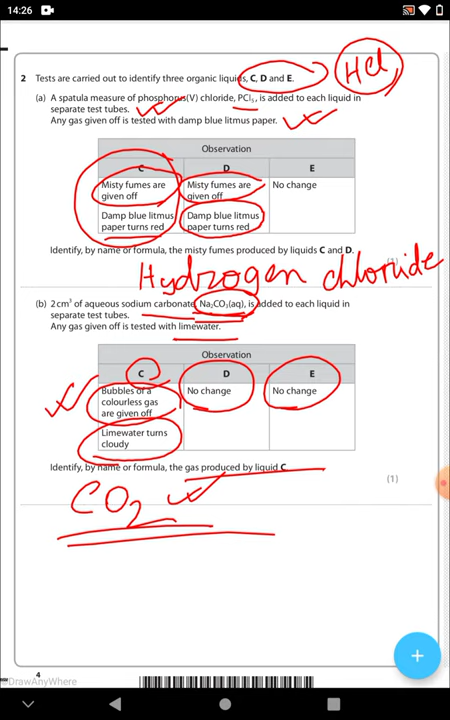 14:26
2 Tests are carried out to identify three organic liquids, C, D and E.
HCl
(a) A spatula measure of phosphorus(V) chloride, PCl₅, is added to each liquid in
separate test tubes.
Any gas given off is tested with damp blue litmus paper.
Observation
C D E
Misty fumes are given off Misty fumes are given off No change
Damp blue litmus paper turns red Damp blue litmus paper turns red
Identify, by name or formula, the misty fumes produced by liquids C and D.
(1)
Hydrogen chloride
(b) 2 cm³ of aqueous sodium carbonate, Na₂CO₃(aq), is added to each liquid in
separate test tubes.
Any gas given off is tested with limewater.
Observation
C D E
Bubbles of a colourless gas are given off No change No change
Limewater turns cloudy
Identify, by name or formula, the gas produced by liquid C.
(1)
CO₂
4
DrawAnyWhere
+